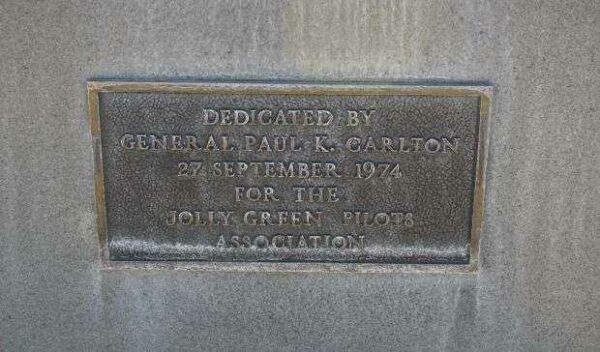 DEDICATED BY
GENERAL PAUL K. CARLTON
27 SEPTEMBER 1974
FOR THE
JOLLY GREEN PILOTS
ASSOCIATION